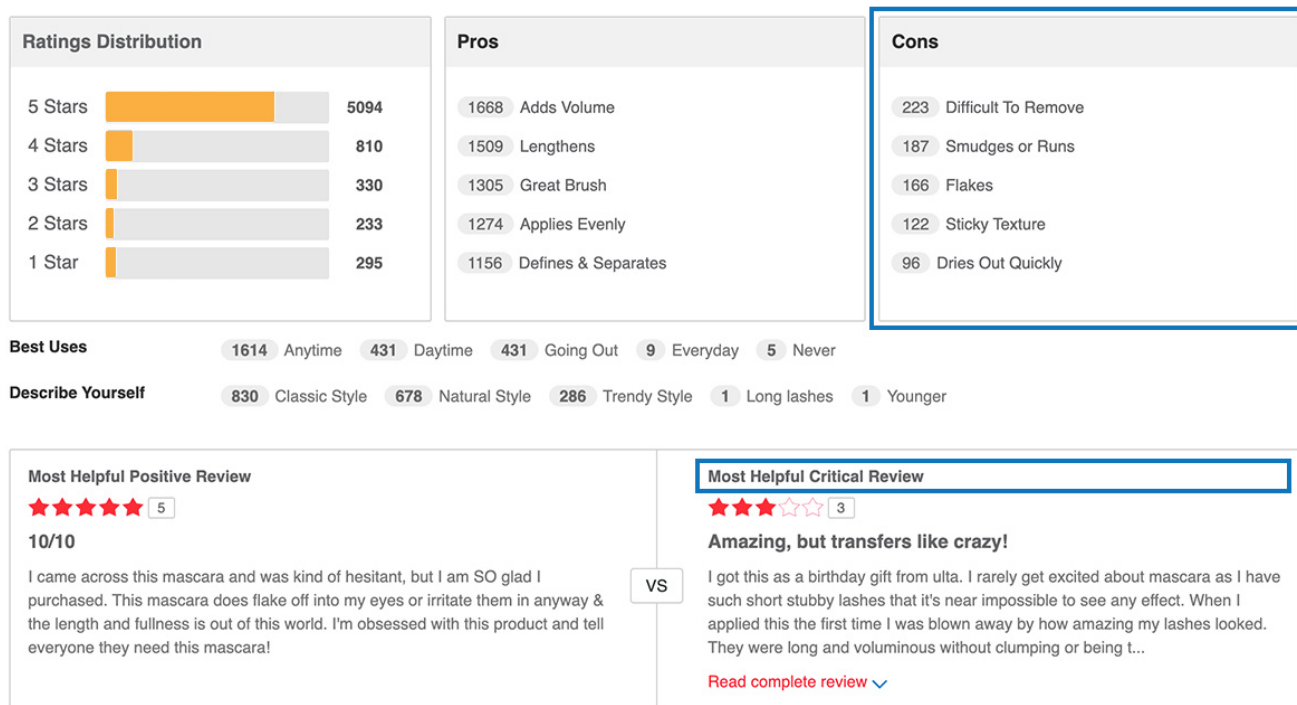 Ratings Distribution
5 Stars 5094
4 Stars 810
3 Stars 330
2 Stars 233
1 Star 295
Pros
1668 Adds Volume
1509 Lengthens
1305 Great Brush
1274 Applies Evenly
1156 Defines & Separates
Cons
223 Difficult To Remove
187 Smudges or Runs
166 Flakes
122 Sticky Texture
96 Dries Out Quickly
Best Uses 1614 Anytime 431 Daytime 431 Going Out 9 Everyday 5 Never
Describe Yourself 830 Classic Style 678 Natural Style 286 Trendy Style 1 Long lashes 1 Younger
Most Helpful Positive Review
5
10/10
I came across this mascara and was kind of hesitant, but I am SO glad I
purchased. This mascara does flake off into my eyes or irritate them in anyway &
the length and fullness is out of this world. I'm obsessed with this product and tell
everyone they need this mascara!
VS
Most Helpful Critical Review
3
Amazing, but transfers like crazy!
I got this as a birthday gift from ulta. I rarely get excited about mascara as I have
such short stubby lashes that it's near impossible to see any effect. When I
applied this the first time I was blown away by how amazing my lashes looked.
They were long and voluminous without clumping or being t...
Read complete review